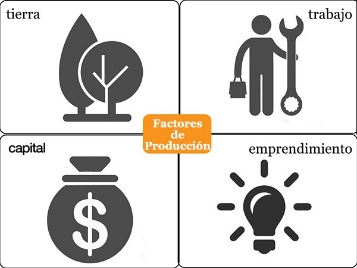 tierra
trabajo
Factores
de
Producción
capital
emprendimiento
$